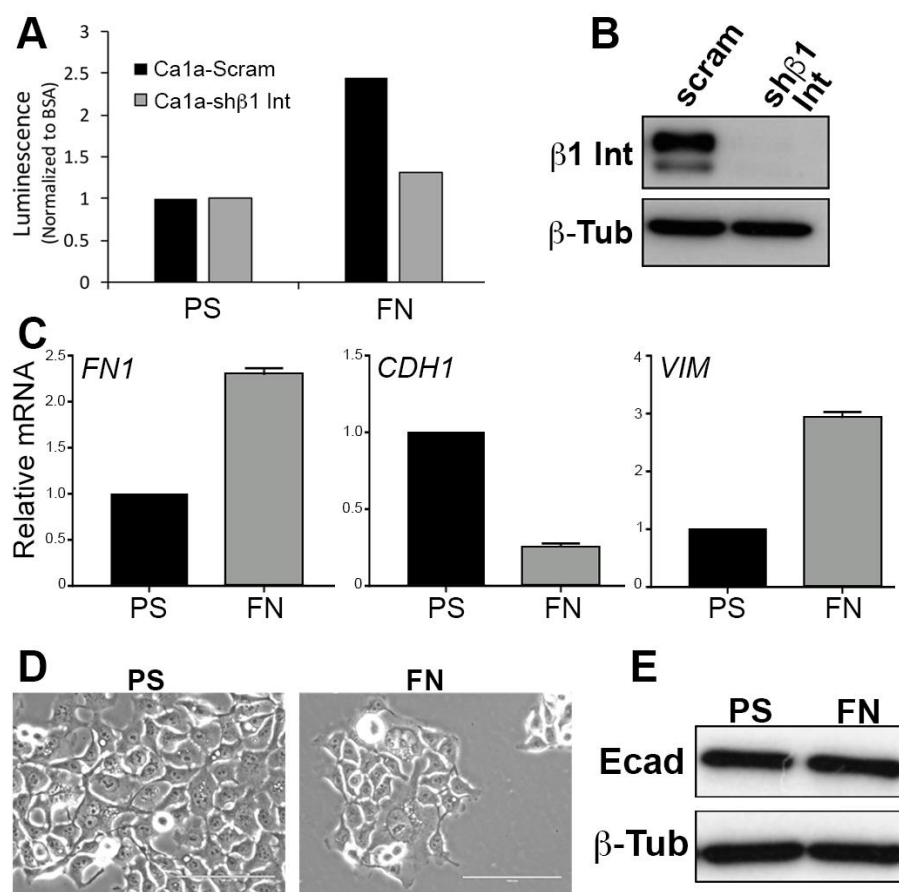 A
3
2.5
2
1.5
1
0.5
0
Luminescence
(Normalized to BSA)
Ca1a-Scram
Ca1a-shβ1 Int
PS FN
B
scram
shβ1
Int
β1 Int
β-Tub
C
Relative mRNA
FN1
2.5
2.0
1.5
1.0
0.5
0
PS FN
CDH1
1.5
1.0
0.5
0
PS FN
VIM
4
3
2
1
0
PS FN
D
PS FN
E
PS FN
Ecad
β-Tub